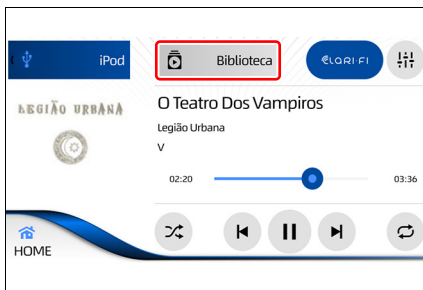 iPod
Biblioteca
CLARI-FI
LEGIÃO URBANA
O Teatro Dos Vampiros
Legião Urbana
V
02:20
03:36
HOME